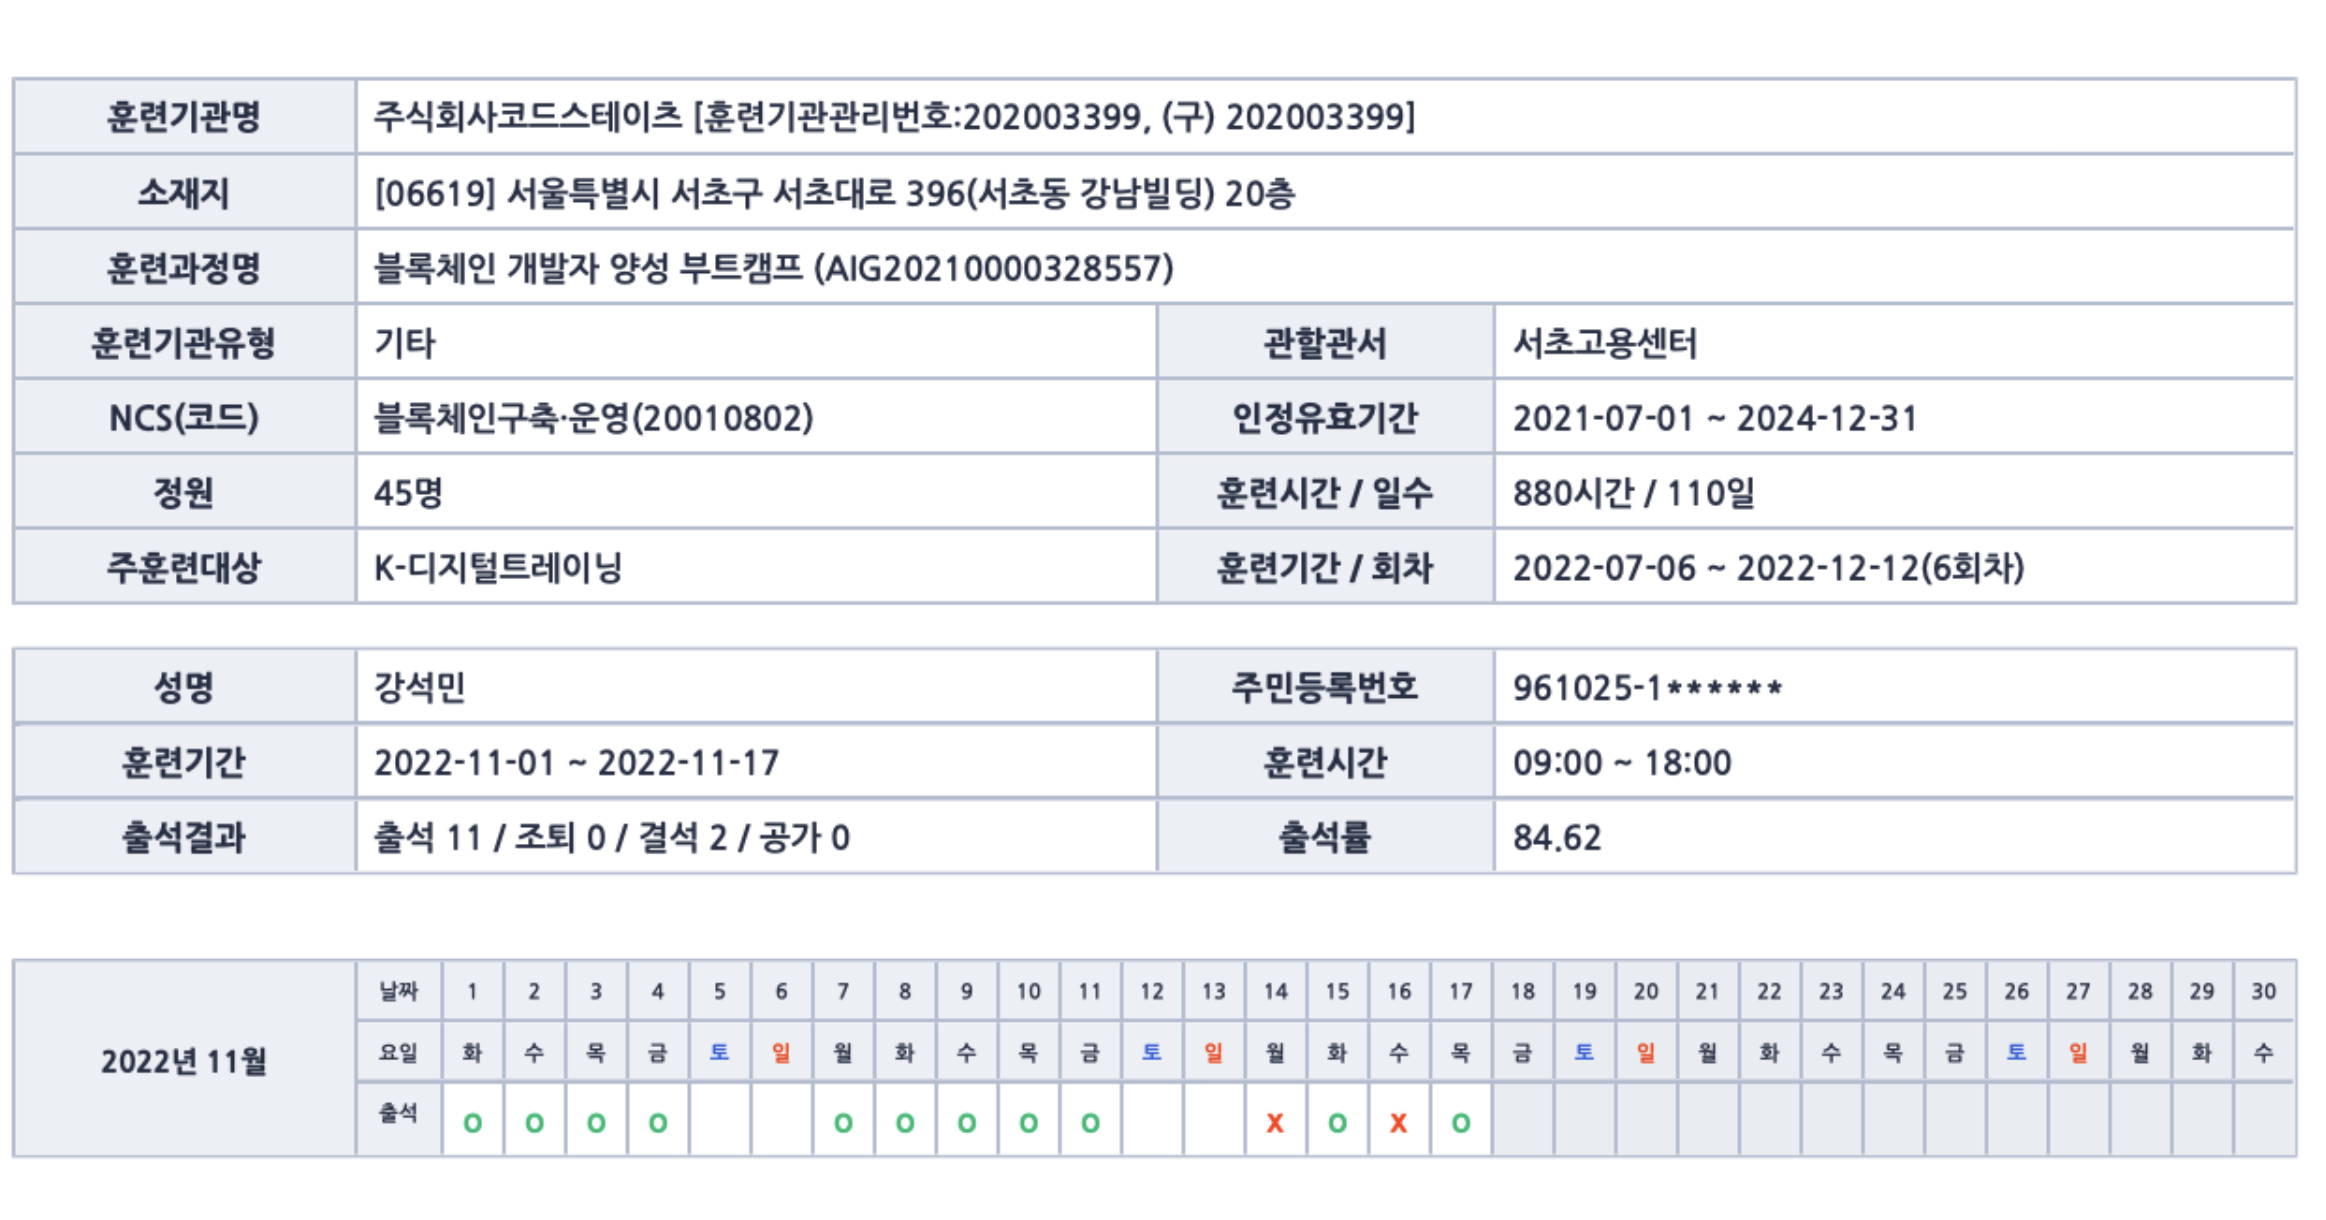 훈련기관명 주식회사코드스테이츠 [훈련기관관리번호:202003399, (구) 202003399]
소재지 [06619] 서울특별시 서초구 서초대로 396(서초동 강남빌딩) 20층
훈련과정명 블록체인 개발자 양성 부트캠프 (AIG20210000328557)
훈련기관유형 기타 관할관서 서초고용센터
NCS(코드) 블록체인구축·운영(20010802) 인정유효기간 2021-07-01 ~ 2024-12-31
정원 45명 훈련시간 / 일수 880시간 / 110일
주훈련대상 K-디지털트레이닝 훈련기간 / 회차 2022-07-06 ~ 2022-12-12(6회차)
성명 강석민 주민등록번호 961025-1******
훈련기간 2022-11-01 ~ 2022-11-17 훈련시간 09:00 ~ 18:00
출석결과 출석 11 / 조퇴 0 / 결석 2 / 공가 0 출석률 84.62
날짜 1 2 3 4 5 6 7 8 9 10 11 12 13 14 15 16 17 18 19 20 21 22 23 24 25 26 27 28 29 30
2022년 11월 요일 화 수 목 금 토 일 월 화 수 목 금 토 일 월 화 수 목 금 토 일 월 화 수 목 금 토 일 월 화 수
출석 O O O O O O O O O X O X O